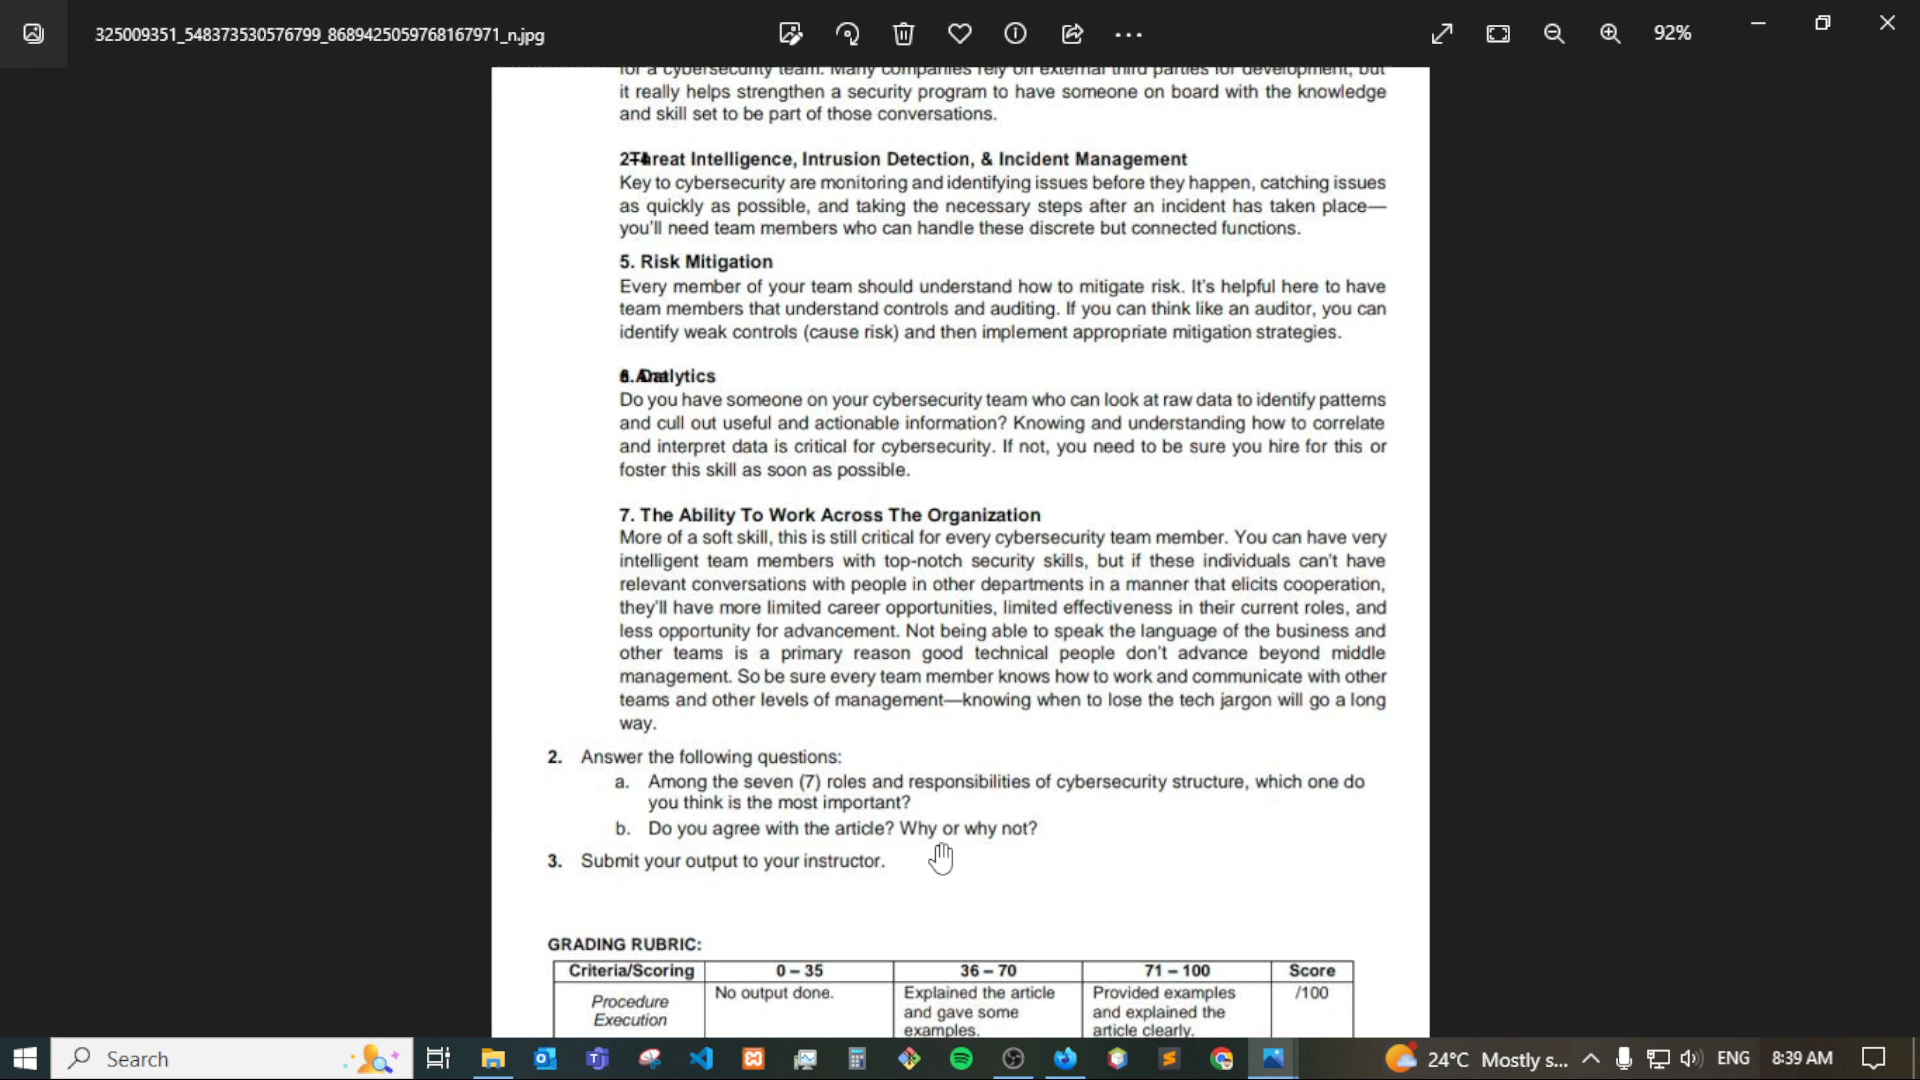 325009351_548373530576799_8689425059768167971_n.jpg
92%
for a cybersecurity team. Many companies rely on external third parties for development, but
it really helps strengthen a security program to have someone on board with the knowledge
and skill set to be part of those conversations.
Threat Intelligence, Intrusion Detection, & Incident Management
Key to cybersecurity are monitoring and identifying issues before they happen, catching issues
as quickly as possible, and taking the necessary steps after an incident has taken place—
you'll need team members who can handle these discrete but connected functions.
5. Risk Mitigation
Every member of your team should understand how to mitigate risk. It's helpful here to have
team members that understand controls and auditing. If you can think like an auditor, you can
identify weak controls (cause risk) and then implement appropriate mitigation strategies.
Analytics
Do you have someone on your cybersecurity team who can look at raw data to identify patterns
and cull out useful and actionable information? Knowing and understanding how to correlate
and interpret data is critical for cybersecurity. If not, you need to be sure you hire for this or
foster this skill as soon as possible.
7. The Ability To Work Across The Organization
More of a soft skill, this is still critical for every cybersecurity team member. You can have very
intelligent team members with top-notch security skills, but if these individuals can't have
relevant conversations with people in other departments in a manner that elicits cooperation,
they'll have more limited career opportunities, limited effectiveness in their current roles, and
less opportunity for advancement. Not being able to speak the language of the business and
other teams is a primary reason good technical people don't advance beyond middle
management. So be sure every team member knows how to work and communicate with other
teams and other levels of management—knowing when to lose the tech jargon will go a long
way.
2. Answer the following questions:
a. Among the seven (7) roles and responsibilities of cybersecurity structure, which one do
you think is the most important?
b. Do you agree with the article? Why or why not?
3. Submit your output to your instructor.
GRADING RUBRIC:
Criteria/Scoring 0 – 35 36 – 70 71 – 100 Score
Procedure
Execution
No output done.
Explained the article
and gave some
examples.
Provided examples
and explained the
article clearly.
/100
Search
24°C Mostly s...
ENG
8:39 AM